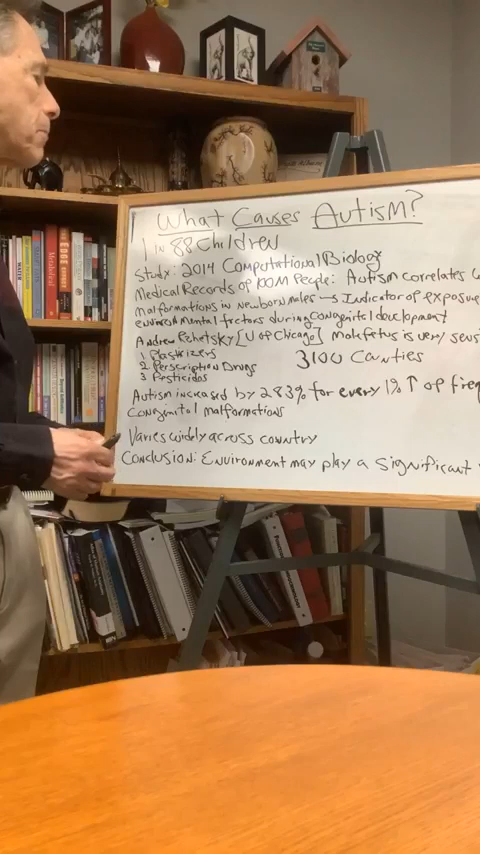 What Causes Autism?
1 in 88 Children
Study: 2014 Computational Biology
Medical Records of 100M People: Autism correlates
malformations in newborn males → Indicator of exposure
environmental factors during congenital development
Andrew Rzhetsky [U of Chicago] male fetus is very
1. Plastizers
2. Perscription Drugs
3. Pesticides
3100 Counties
Autism increased by 283% for every 1% ↑ of
congenital malformations
Varies widely across country
Conclusion: Environment may play a significant